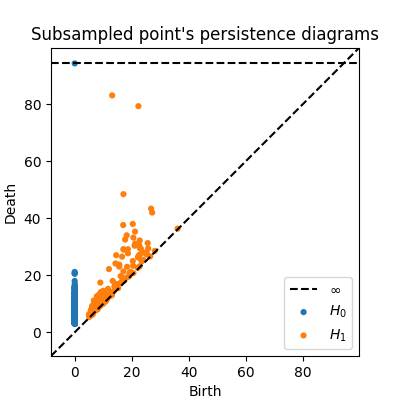 Subsampled point's persistence diagrams
Death
80
60
40
20
0
0 20 40 60 80
Birth
∞
H₀
H₁